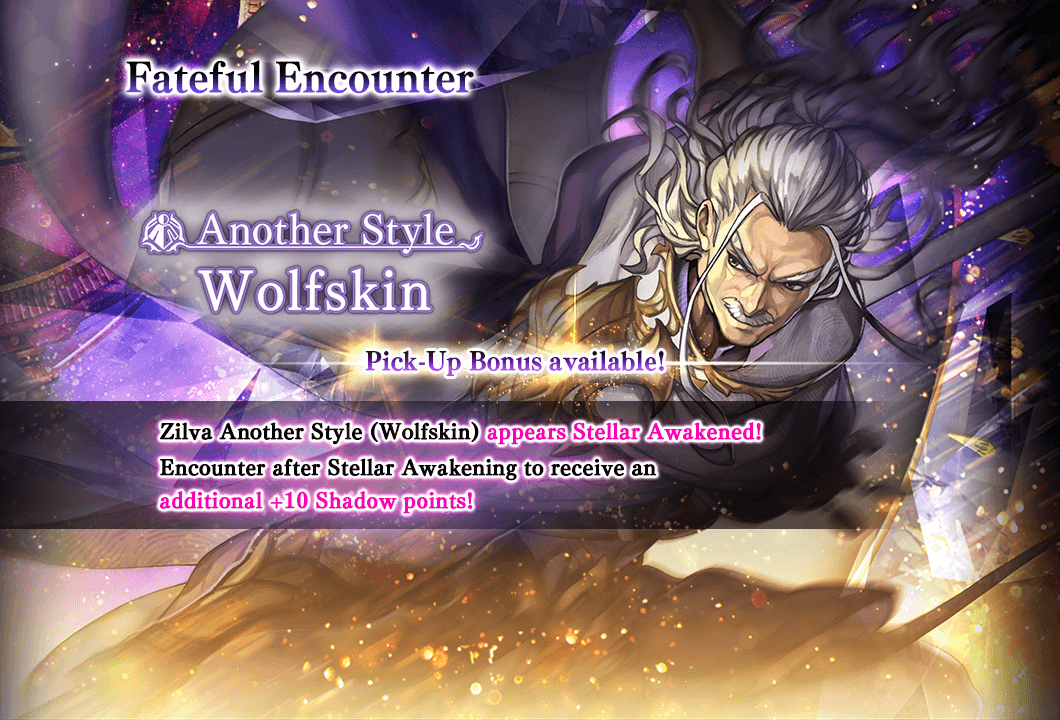 Fateful Encounter
Another Style
Wolfskin
Pick-Up Bonus available!
Zilva Another Style (Wolfskin) appears Stellar Awakened!
Encounter after Stellar Awakening to receive an
additional +10 Shadow points!